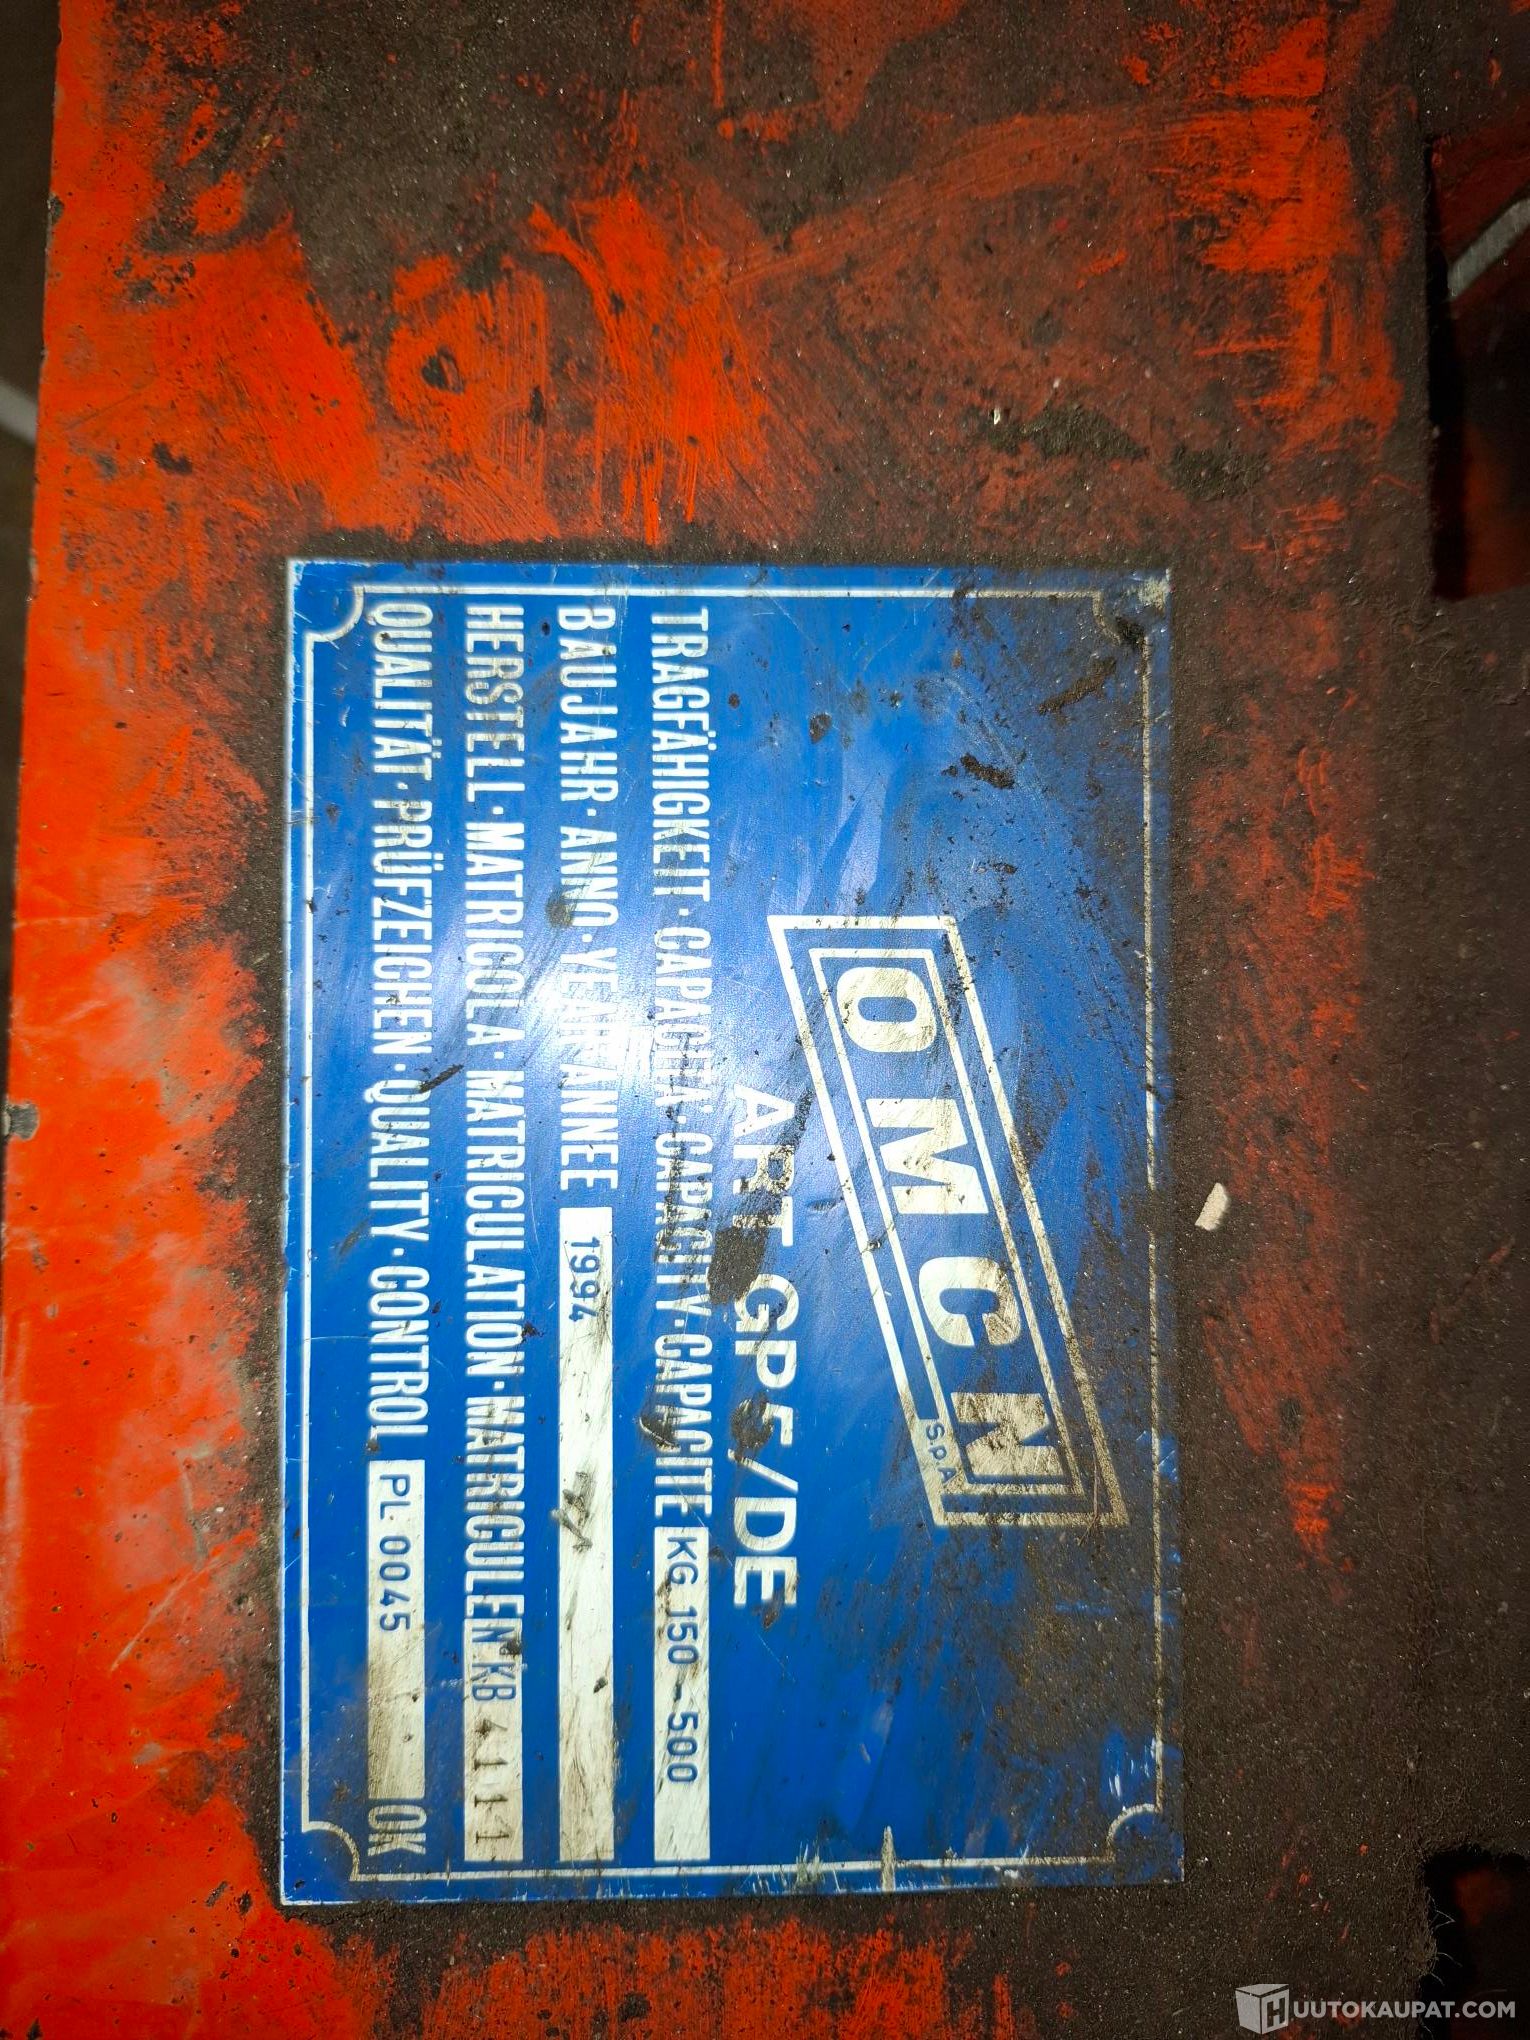 OMCN
S.p.A
ART GP5/DE
TRAGFÄHIGKEIT·CAPACITÀ·CAPACITY·CAPACITE KG 150-500
BAUJAHR·ANNO·YEAR·ANNEE 1994
HERSTELL·MATRICOLA·MATRICULATION·MATRICULEN KB 4111
QUALITÄT·PRÜFZEICHEN·QUALITY·CONTROL PL 0045 OK
HUUTOKAUPAT.COM